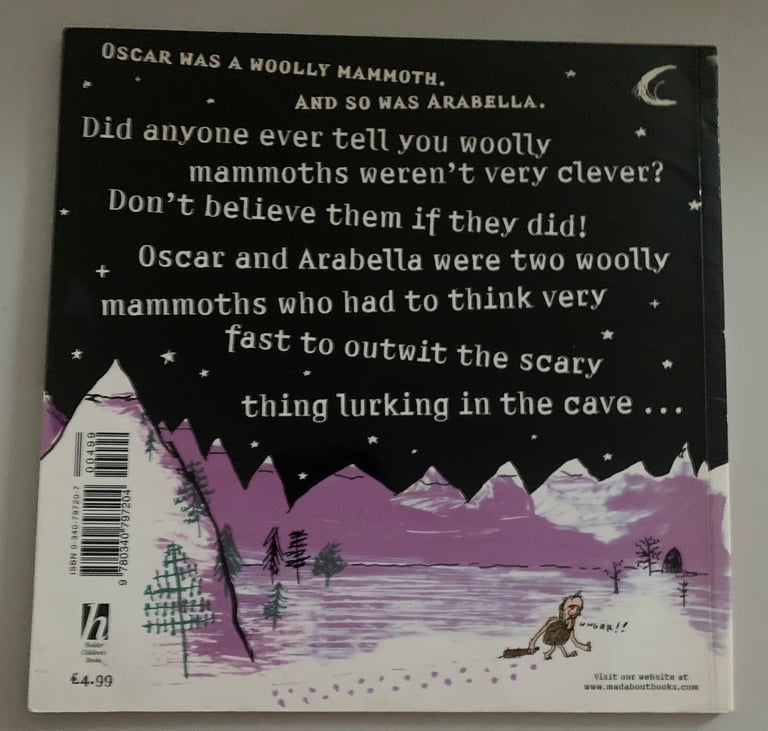 OSCAR WAS A WOOLLY MAMMOTH.
AND SO WAS ARABELLA.
Did anyone ever tell you woolly
mammoths weren't very clever?
Don't believe them if they did!
Oscar and Arabella were two woolly
mammoths who had to think very
fast to outwit the scary
thing lurking in the cave ...
00499
ISBN 0-340-79720-7
9 780340 797204
h
Hodder
Children's
Books
£4.99
Visit our website at
www.madaboutbooks.com